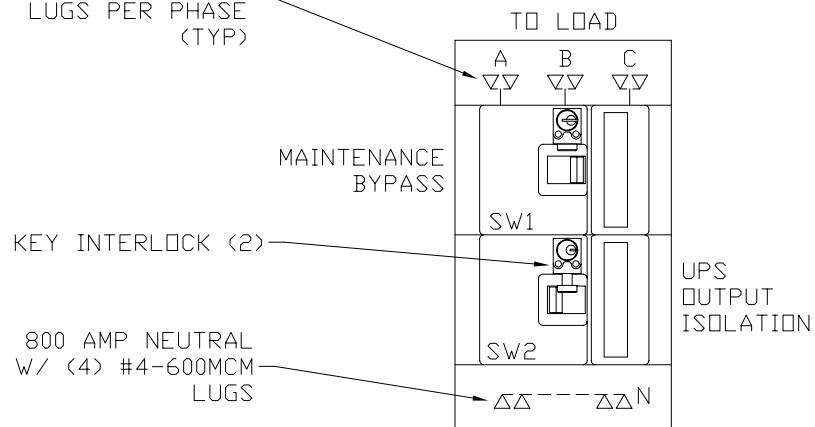 LUGS PER PHASE
(TYP)
TO LOAD
A B C
MAINTENANCE
BYPASS
SW1
KEY INTERLOCK (2)
UPS
OUTPUT
ISOLATION
SW2
800 AMP NEUTRAL
W/ (4) #4-600MCM
LUGS
N